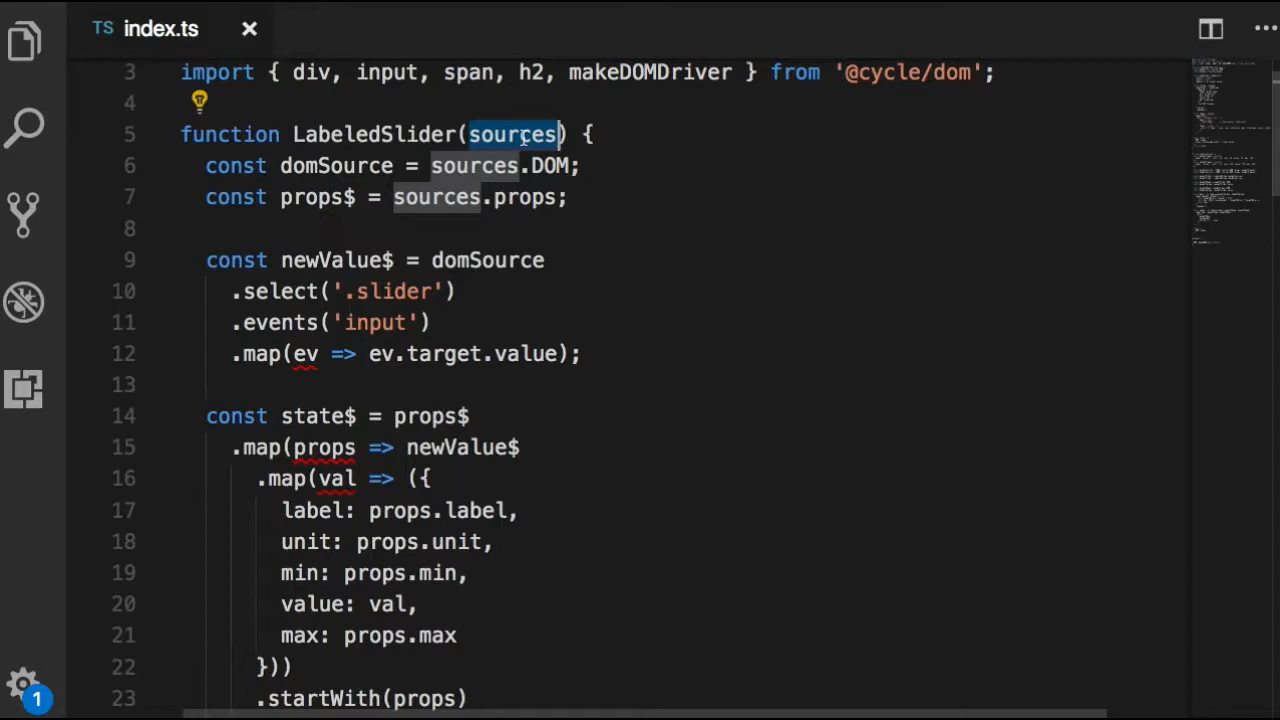 TS index.ts
3 import { div, input, span, h2, makeDOMDriver } from '@cycle/dom';
4
5 function LabeledSlider(sources) {
6 const domSource = sources.DOM;
7 const props$ = sources.props;
8
9 const newValue$ = domSource
10 .select('.slider')
11 .events('input')
12 .map(ev => ev.target.value);
13
14 const state$ = props$
15 .map(props => newValue$
16 .map(val => ({
17 label: props.label,
18 unit: props.unit,
19 min: props.min,
20 value: val,
21 max: props.max
22 }))
23 .startWith(props)
1